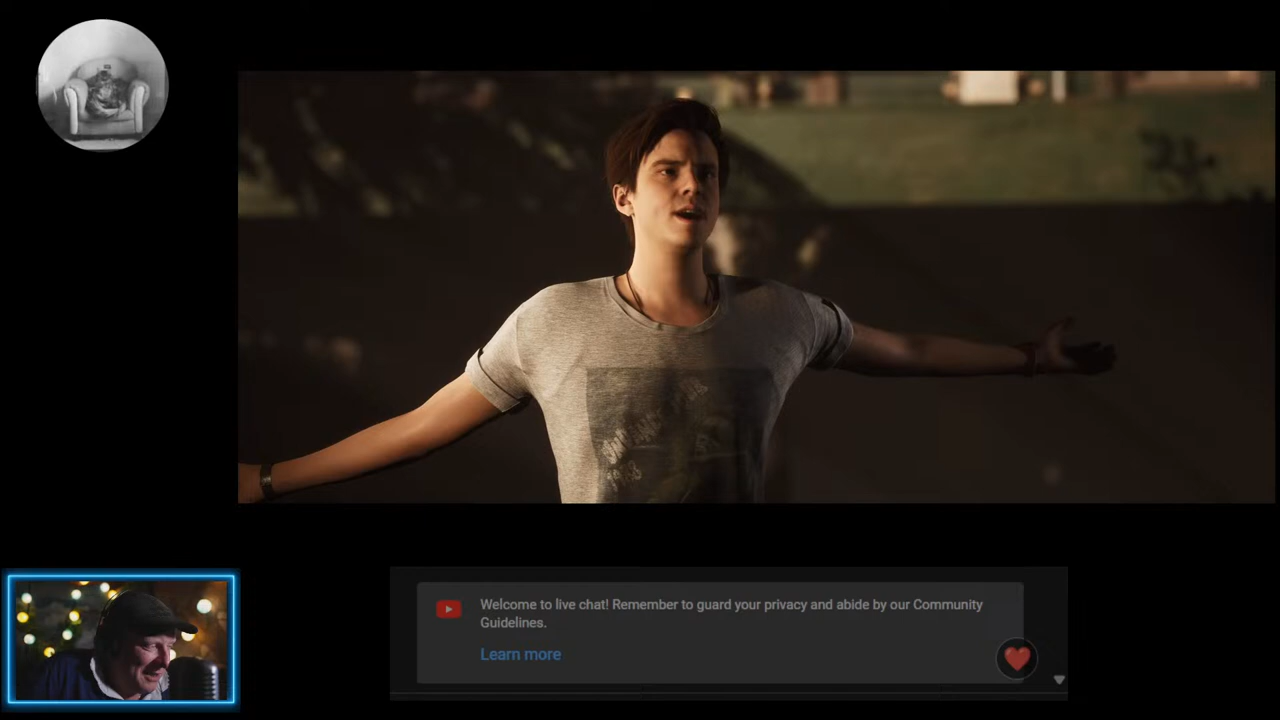 Welcome to live chat! Remember to guard your privacy and abide by our Community
Guidelines.
Learn more